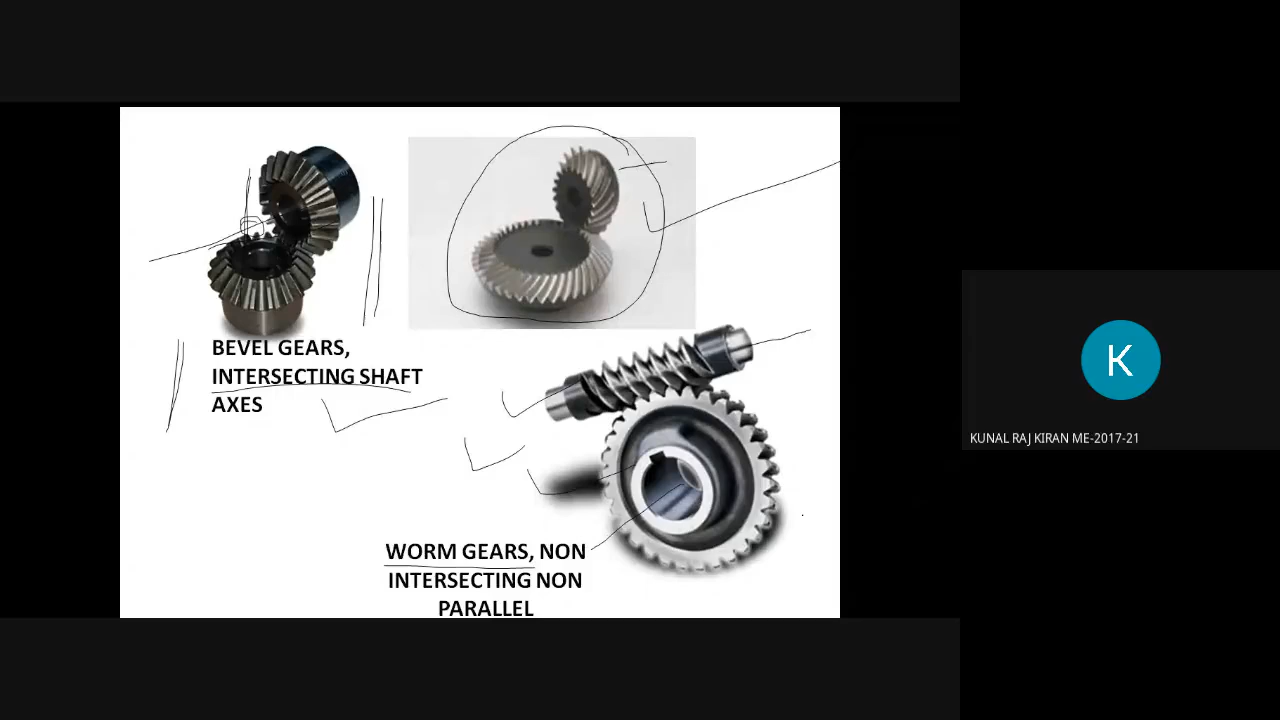 BEVEL GEARS,
INTERSECTING SHAFT
AXES
WORM GEARS, NON
INTERSECTING NON
PARALLEL
K
KUNAL RAJ KIRAN ME-2017-21